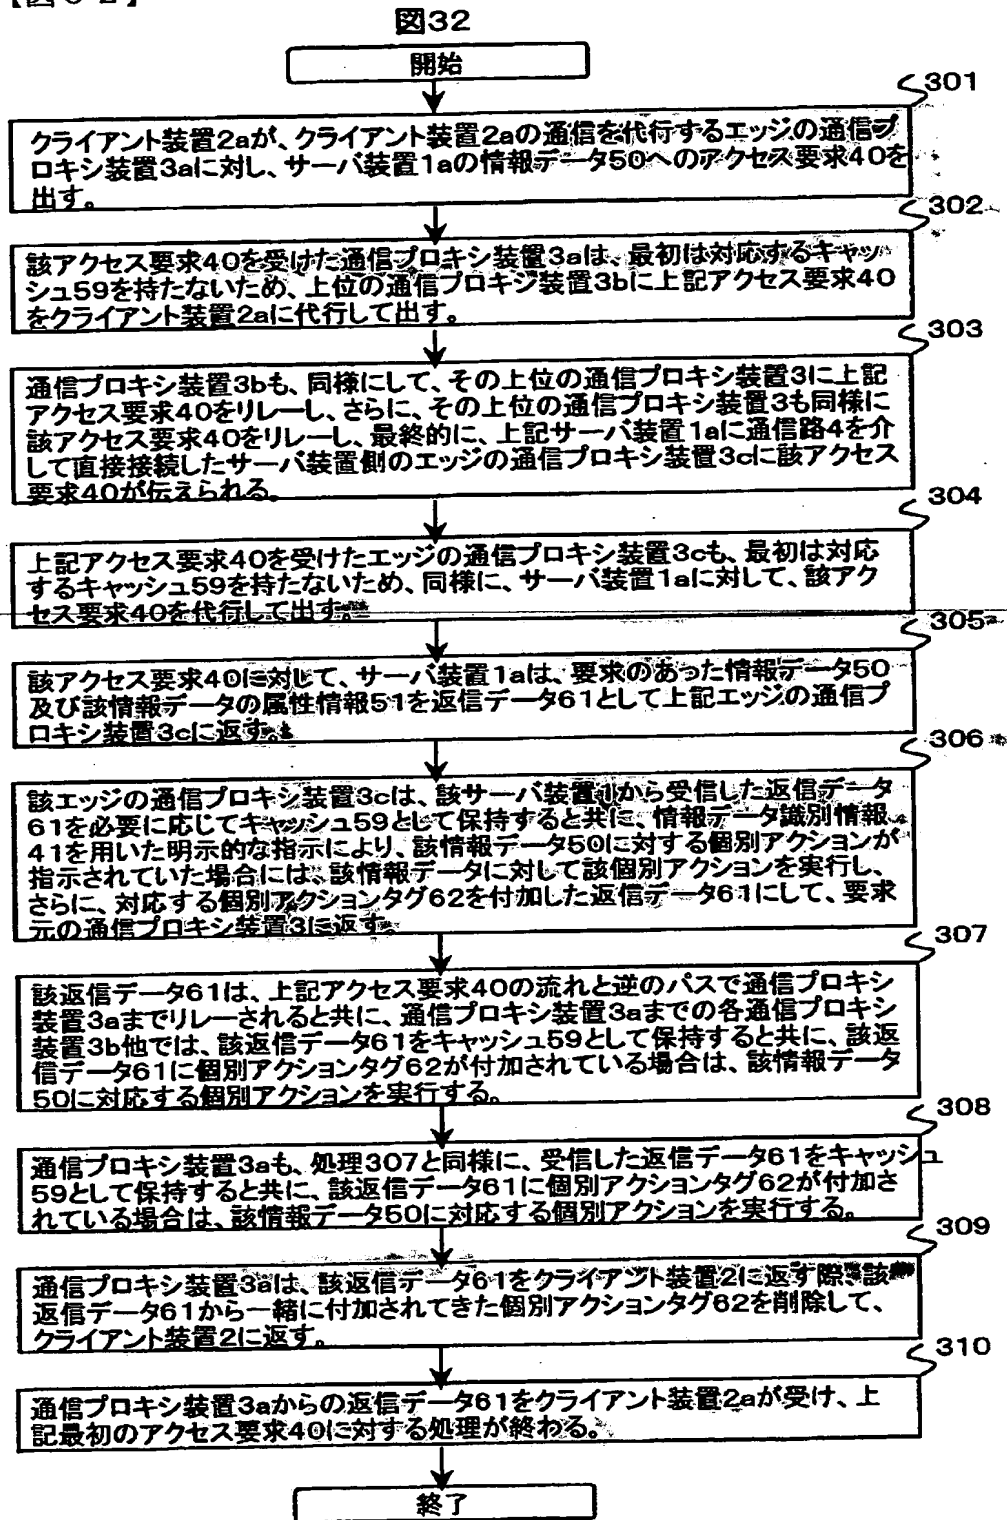 【図32】
図32
開始
301
クライアント装置2aが、クライアント装置2aの通信を代行するエッジの通信プ
ロキシ装置3aに対し、サーバ装置1aの情報データ50へのアクセス要求40を
出す。
302
該アクセス要求40を受けた通信プロキシ装置3aは、最初は対応するキャッ
シュ59を持たないため、上位の通信プロキシ装置3bに上記アクセス要求40
をクライアント装置2aに代行して出す。
303
通信プロキシ装置3bも、同様にして、その上位の通信プロキシ装置3に上記
アクセス要求40をリレーし、さらに、その上位の通信プロキシ装置3も同様に
該アクセス要求40をリレーし、最終的に、上記サーバ装置1aに通信路4を介
して直接接続したサーバ装置側のエッジの通信プロキシ装置3cに該アクセス
要求40が伝えられる。
304
上記アクセス要求40を受けたエッジの通信プロキシ装置3cも、最初は対応
するキャッシュ59を持たないため、同様に、サーバ装置1aに対して、該アク
セス要求40を代行して出す。
305
該アクセス要求40に対して、サーバ装置1aは、要求のあった情報データ50
及び該情報データの属性情報51を返信データ61として上記エッジの通信プ
ロキシ装置3cに返す。
306
該エッジの通信プロキシ装置3cは、該サーバ装置1から受信した返信データ
61を必要に応じてキャッシュ59として保持すると共に、情報データ識別情報
41を用いた明示的な指示により、該情報データ50に対する個別アクションが
指示されていた場合には、該情報データに対して該個別アクションを実行し、
さらに、対応する個別アクションタグ62を付加した返信データ61にして、要求
元の通信プロキシ装置3に返す。
307
該返信データ61は、上記アクセス要求40の流れと逆のパスで通信プロキシ
装置3aまでリレーされると共に、通信プロキシ装置3aまでの各通信プロキシ
装置3b他では、該返信データ61をキャッシュ59として保持すると共に、該返
信データ61に個別アクションタグ62が付加されている場合は、該情報データ
50に対応する個別アクションを実行する。
308
通信プロキシ装置3aも、処理307と同様に、受信した返信データ61をキャッシュ
59として保持すると共に、該返信データ61に個別アクションタグ62が付加さ
れている場合は、該情報データ50に対応する個別アクションを実行する。
309
通信プロキシ装置3aは、該返信データ61をクライアント装置2に返す際、該
返信データ61から一緒に付加されてきた個別アクションタグ62を削除して、
クライアント装置2に返す。
310
通信プロキシ装置3aからの返信データ61をクライアント装置2aが受け、上
記最初のアクセス要求40に対する処理が終わる。
終了